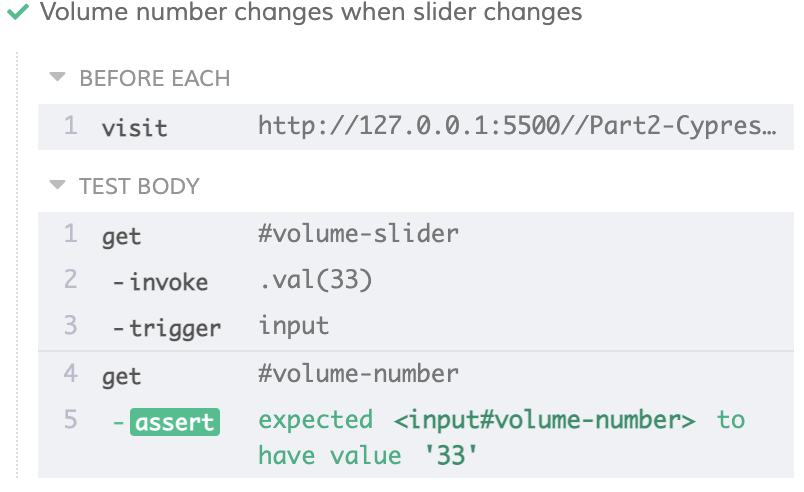 Volume number changes when slider changes
BEFORE EACH
1 visit http://127.0.0.1:5500//Part2-Cypres…
TEST BODY
1 get #volume-slider
2 -invoke .val(33)
3 -trigger input
4 get #volume-number
5 -assert expected <input#volume-number> to
have value '33'